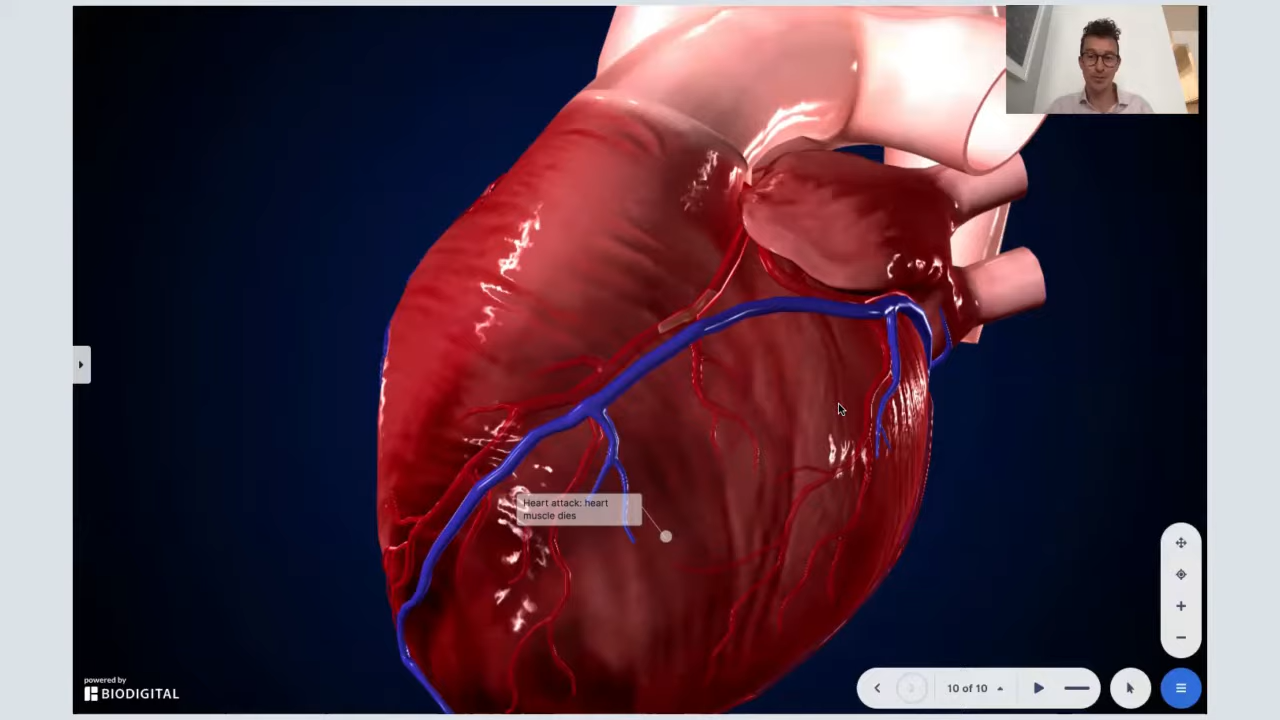 Heart attack: heart
muscle dies
powered by
BIODIGITAL
10 of 10